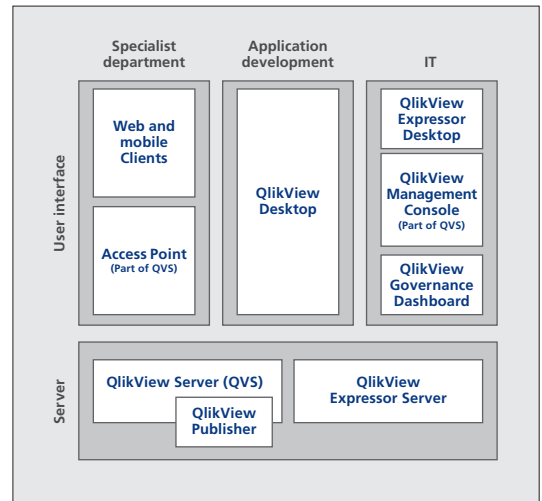 Specialist
department
Application
development
IT
User interface
Web and
mobile
Clients
Access Point
(Part of QVS)
QlikView
Desktop
QlikView
Expressor
Desktop
QlikView
Management
Console
(Part of QVS)
QlikView
Governance
Dashboard
Server
QlikView Server (QVS)
QlikView
Publisher
QlikView
Expressor Server